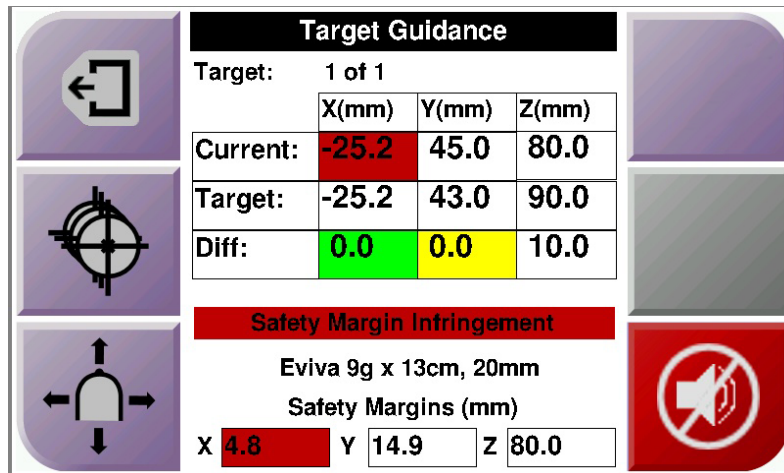 Target Guidance
Target: 1 of 1
X(mm) Y(mm) Z(mm)
Current: -25.2 45.0 80.0
Target: -25.2 43.0 90.0
Diff: 0.0 0.0 10.0
Safety Margin Infringement
Eviva 9g x 13cm, 20mm
Safety Margins (mm)
X 4.8 Y 14.9 Z 80.0